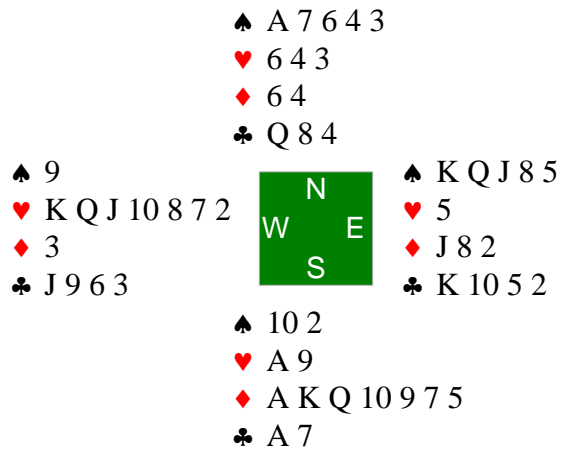 ♠ A 7 6 4 3
♥ 6 4 3
♦ 6 4
♣ Q 8 4
♠ 9
♥ K Q J 10 8 7 2
♦ 3
♣ J 9 6 3
N
W E
S
♠ K Q J 8 5
♥ 5
♦ J 8 2
♣ K 10 5 2
♠ 10 2
♥ A 9
♦ A K Q 10 9 7 5
♣ A 7